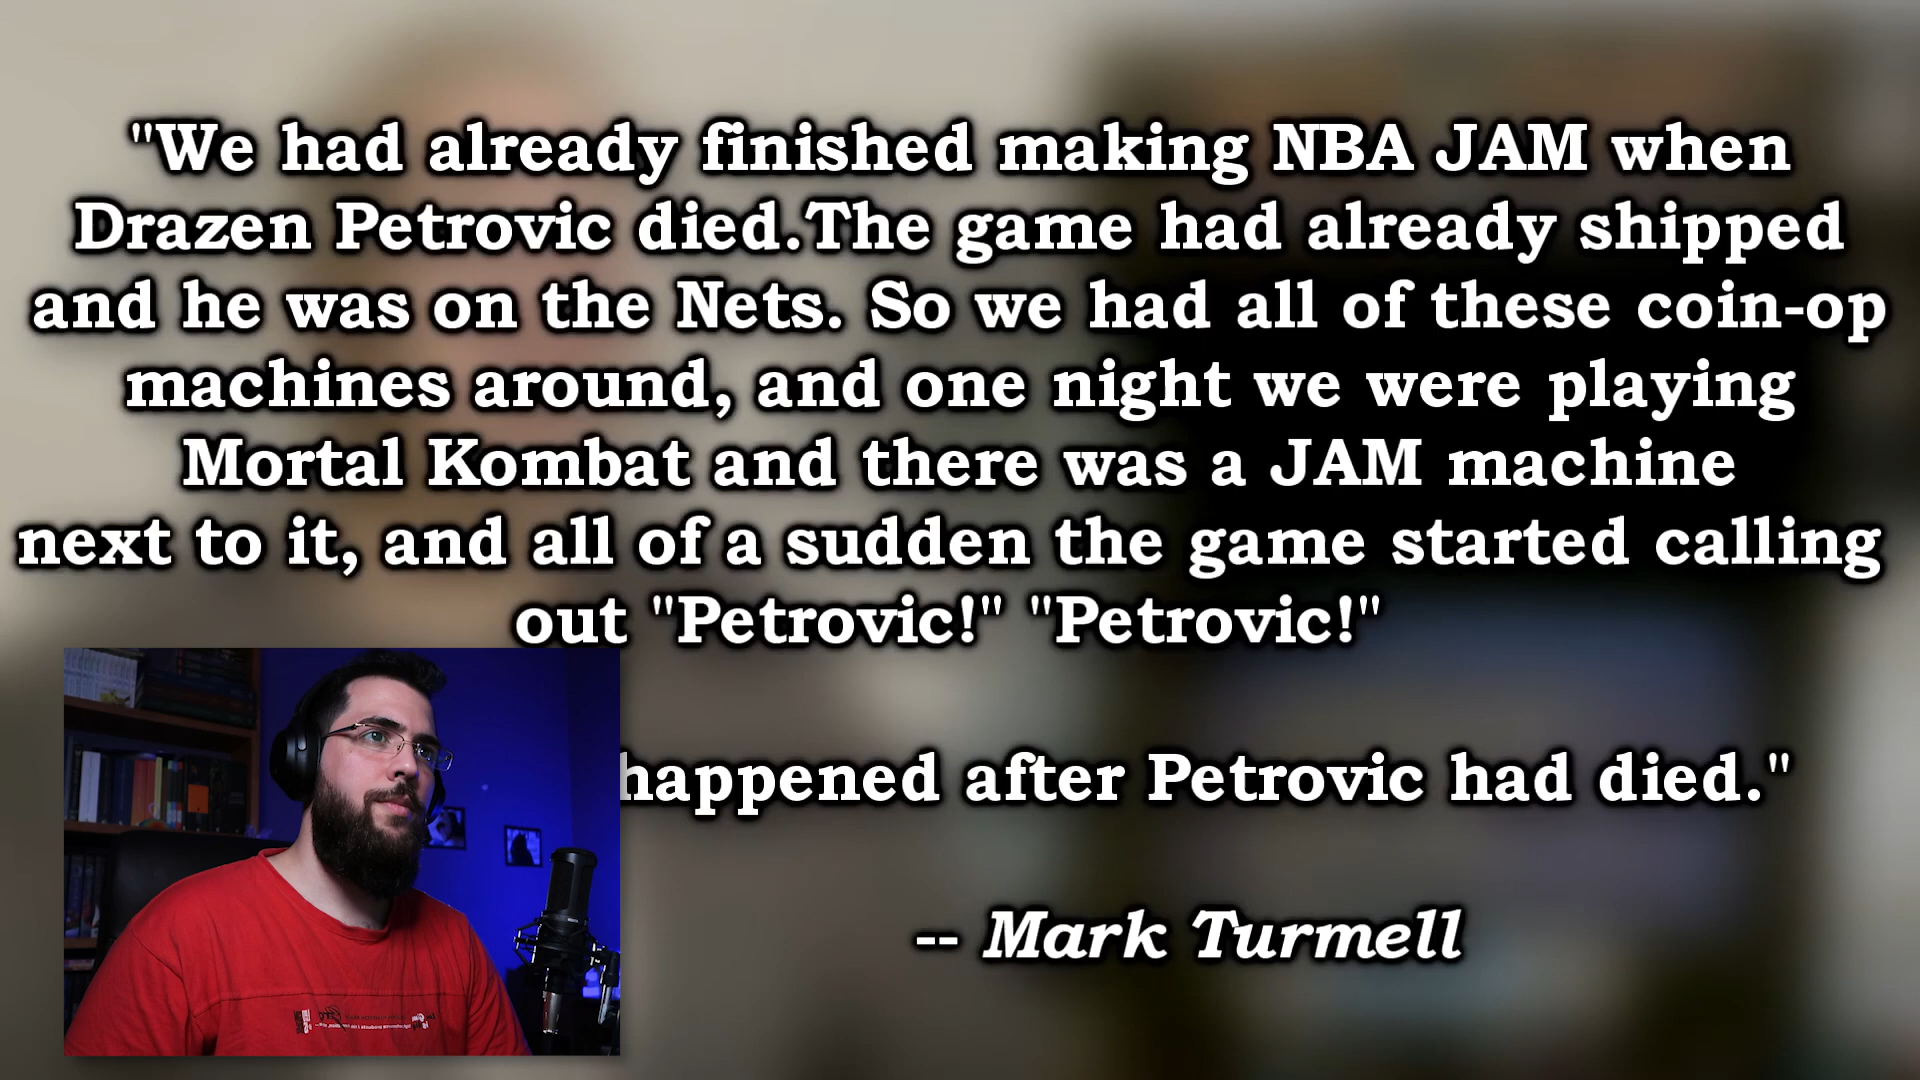 "We had already finished making NBA JAM when
Drazen Petrovic died.The game had already shipped
and he was on the Nets. So we had all of these coin-op
machines around, and one night we were playing
Mortal Kombat and there was a JAM machine
next to it, and all of a sudden the game started calling
out "Petrovic!" "Petrovic!"
happened after Petrovic had died."
-- Mark Turmell